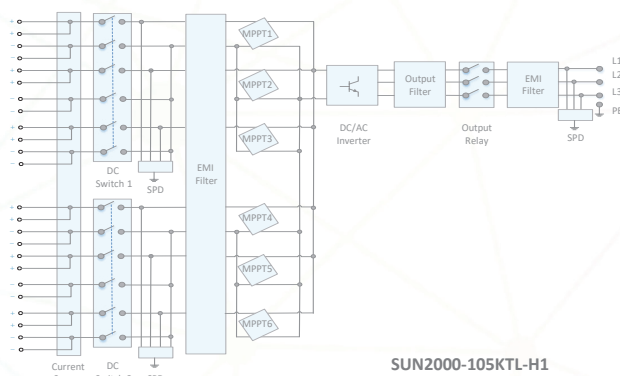 MPPT1
MPPT2
MPPT3
MPPT4
MPPT5
MPPT6
DC
Switch 1
SPD
EMI
Filter
DC/AC
Inverter
Output
Filter
Output
Relay
EMI
Filter
SPD
L1
L2
L3
Current
DC
SUN2000-105KTL-H1